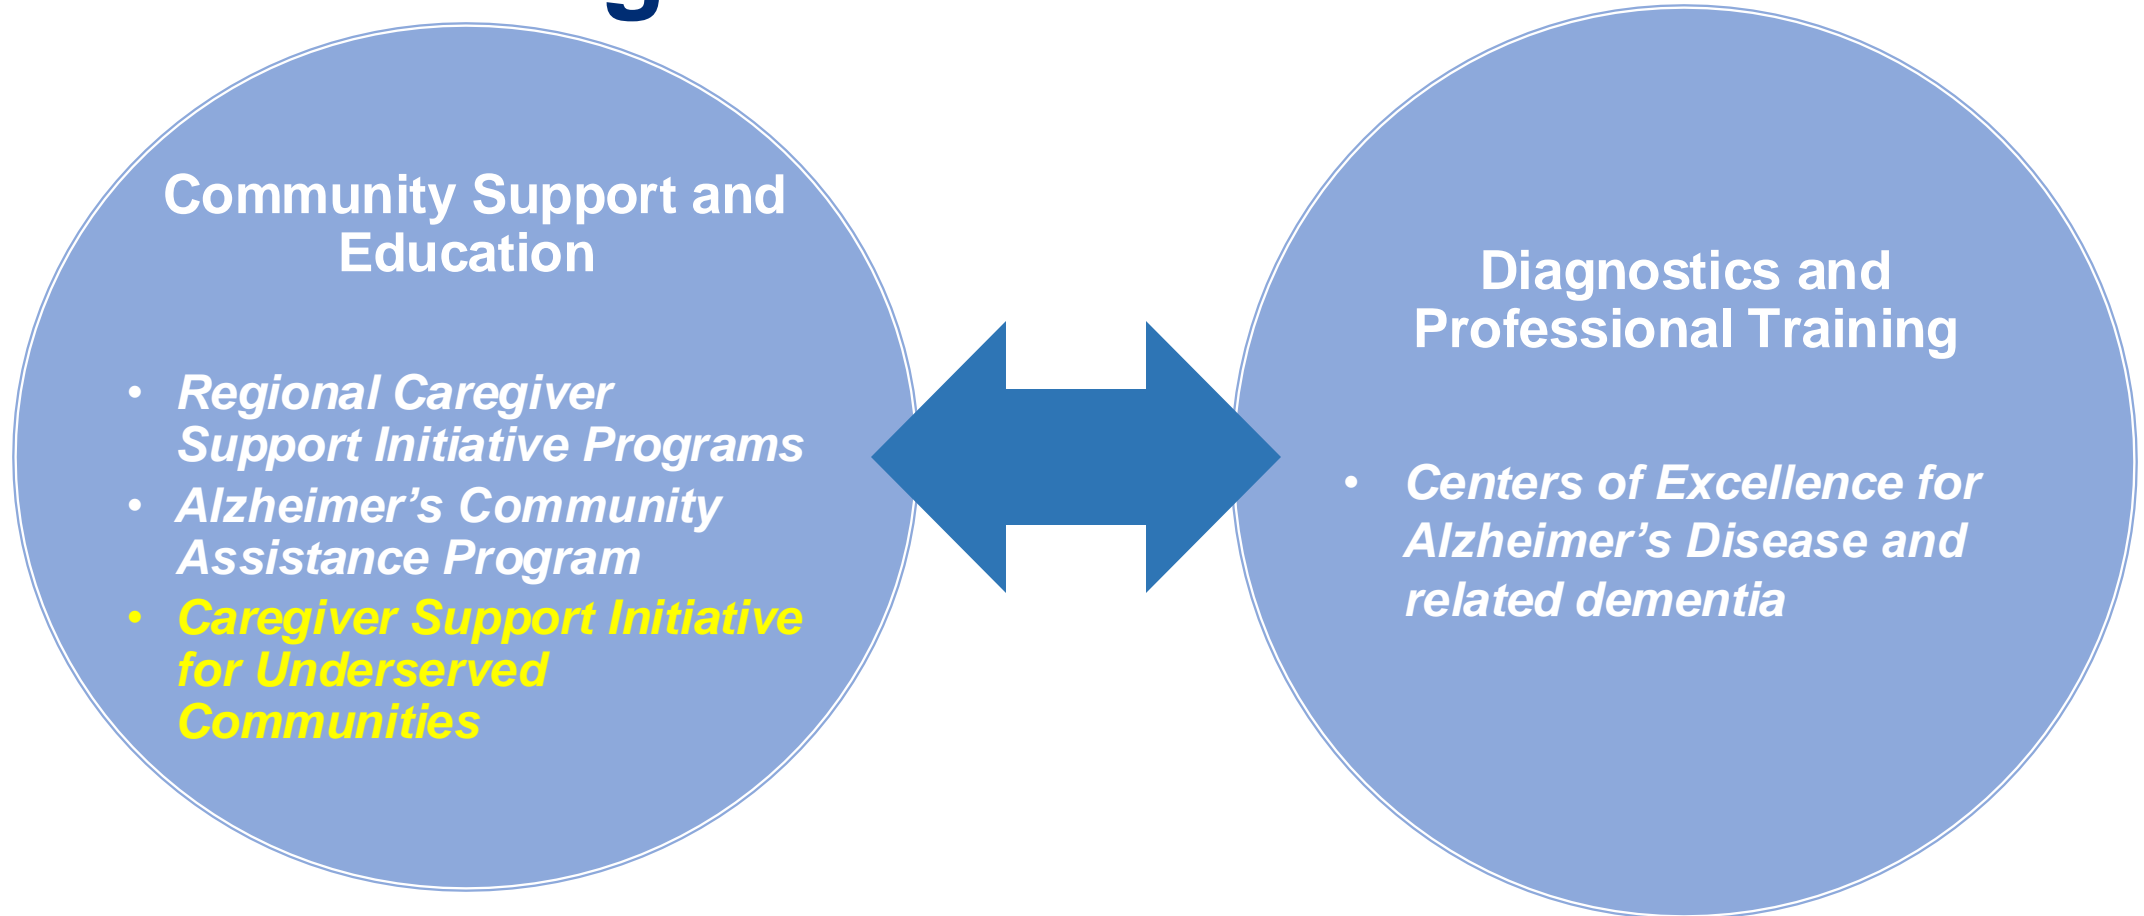 Community Support and
Education
• Regional Caregiver
Support Initiative Programs
• Alzheimer’s Community
Assistance Program
• Caregiver Support Initiative
for Underserved
Communities
Diagnostics and
Professional Training
• Centers of Excellence for
Alzheimer’s Disease and
related dementia